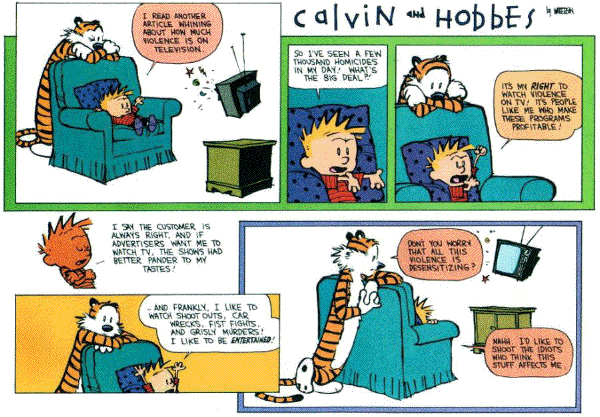 CALVIN and HOBBES
by WATTERSON
I READ ANOTHER
ARTICLE WHINING
ABOUT HOW MUCH
VIOLENCE IS ON
TELEVISION.
SO I'VE SEEN A FEW
THOUSAND HOMICIDES
IN MY DAY! WHAT'S
THE BIG DEAL?!
IT'S MY RIGHT TO
WATCH VIOLENCE
ON TV! IT'S PEOPLE
LIKE ME WHO MAKE
THESE PROGRAMS
PROFITABLE!
I SAY THE CUSTOMER IS
ALWAYS RIGHT, AND IF
ADVERTISERS WANT ME TO
WATCH TV, THE SHOWS HAD
BETTER PANDER TO MY
TASTES!
..AND FRANKLY, I LIKE TO
WATCH SHOOTOUTS, CAR
WRECKS, FIST FIGHTS,
AND GRISLY MURDERS!
I LIKE TO BE ENTERTAINED!
DON'T YOU WORRY
THAT ALL THIS
VIOLENCE IS
DESENSITIZING?
NAHH. I'D LIKE TO
SHOOT THE IDIOTS
WHO THINK THIS
STUFF AFFECTS ME.